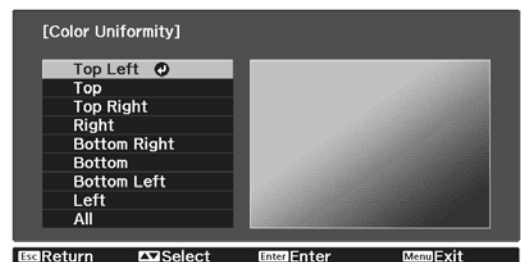 [Color Uniformity]
Top Left
Top
Top Right
Right
Bottom Right
Bottom
Bottom Left
Left
All
Esc Return Select Enter Enter Menu Exit